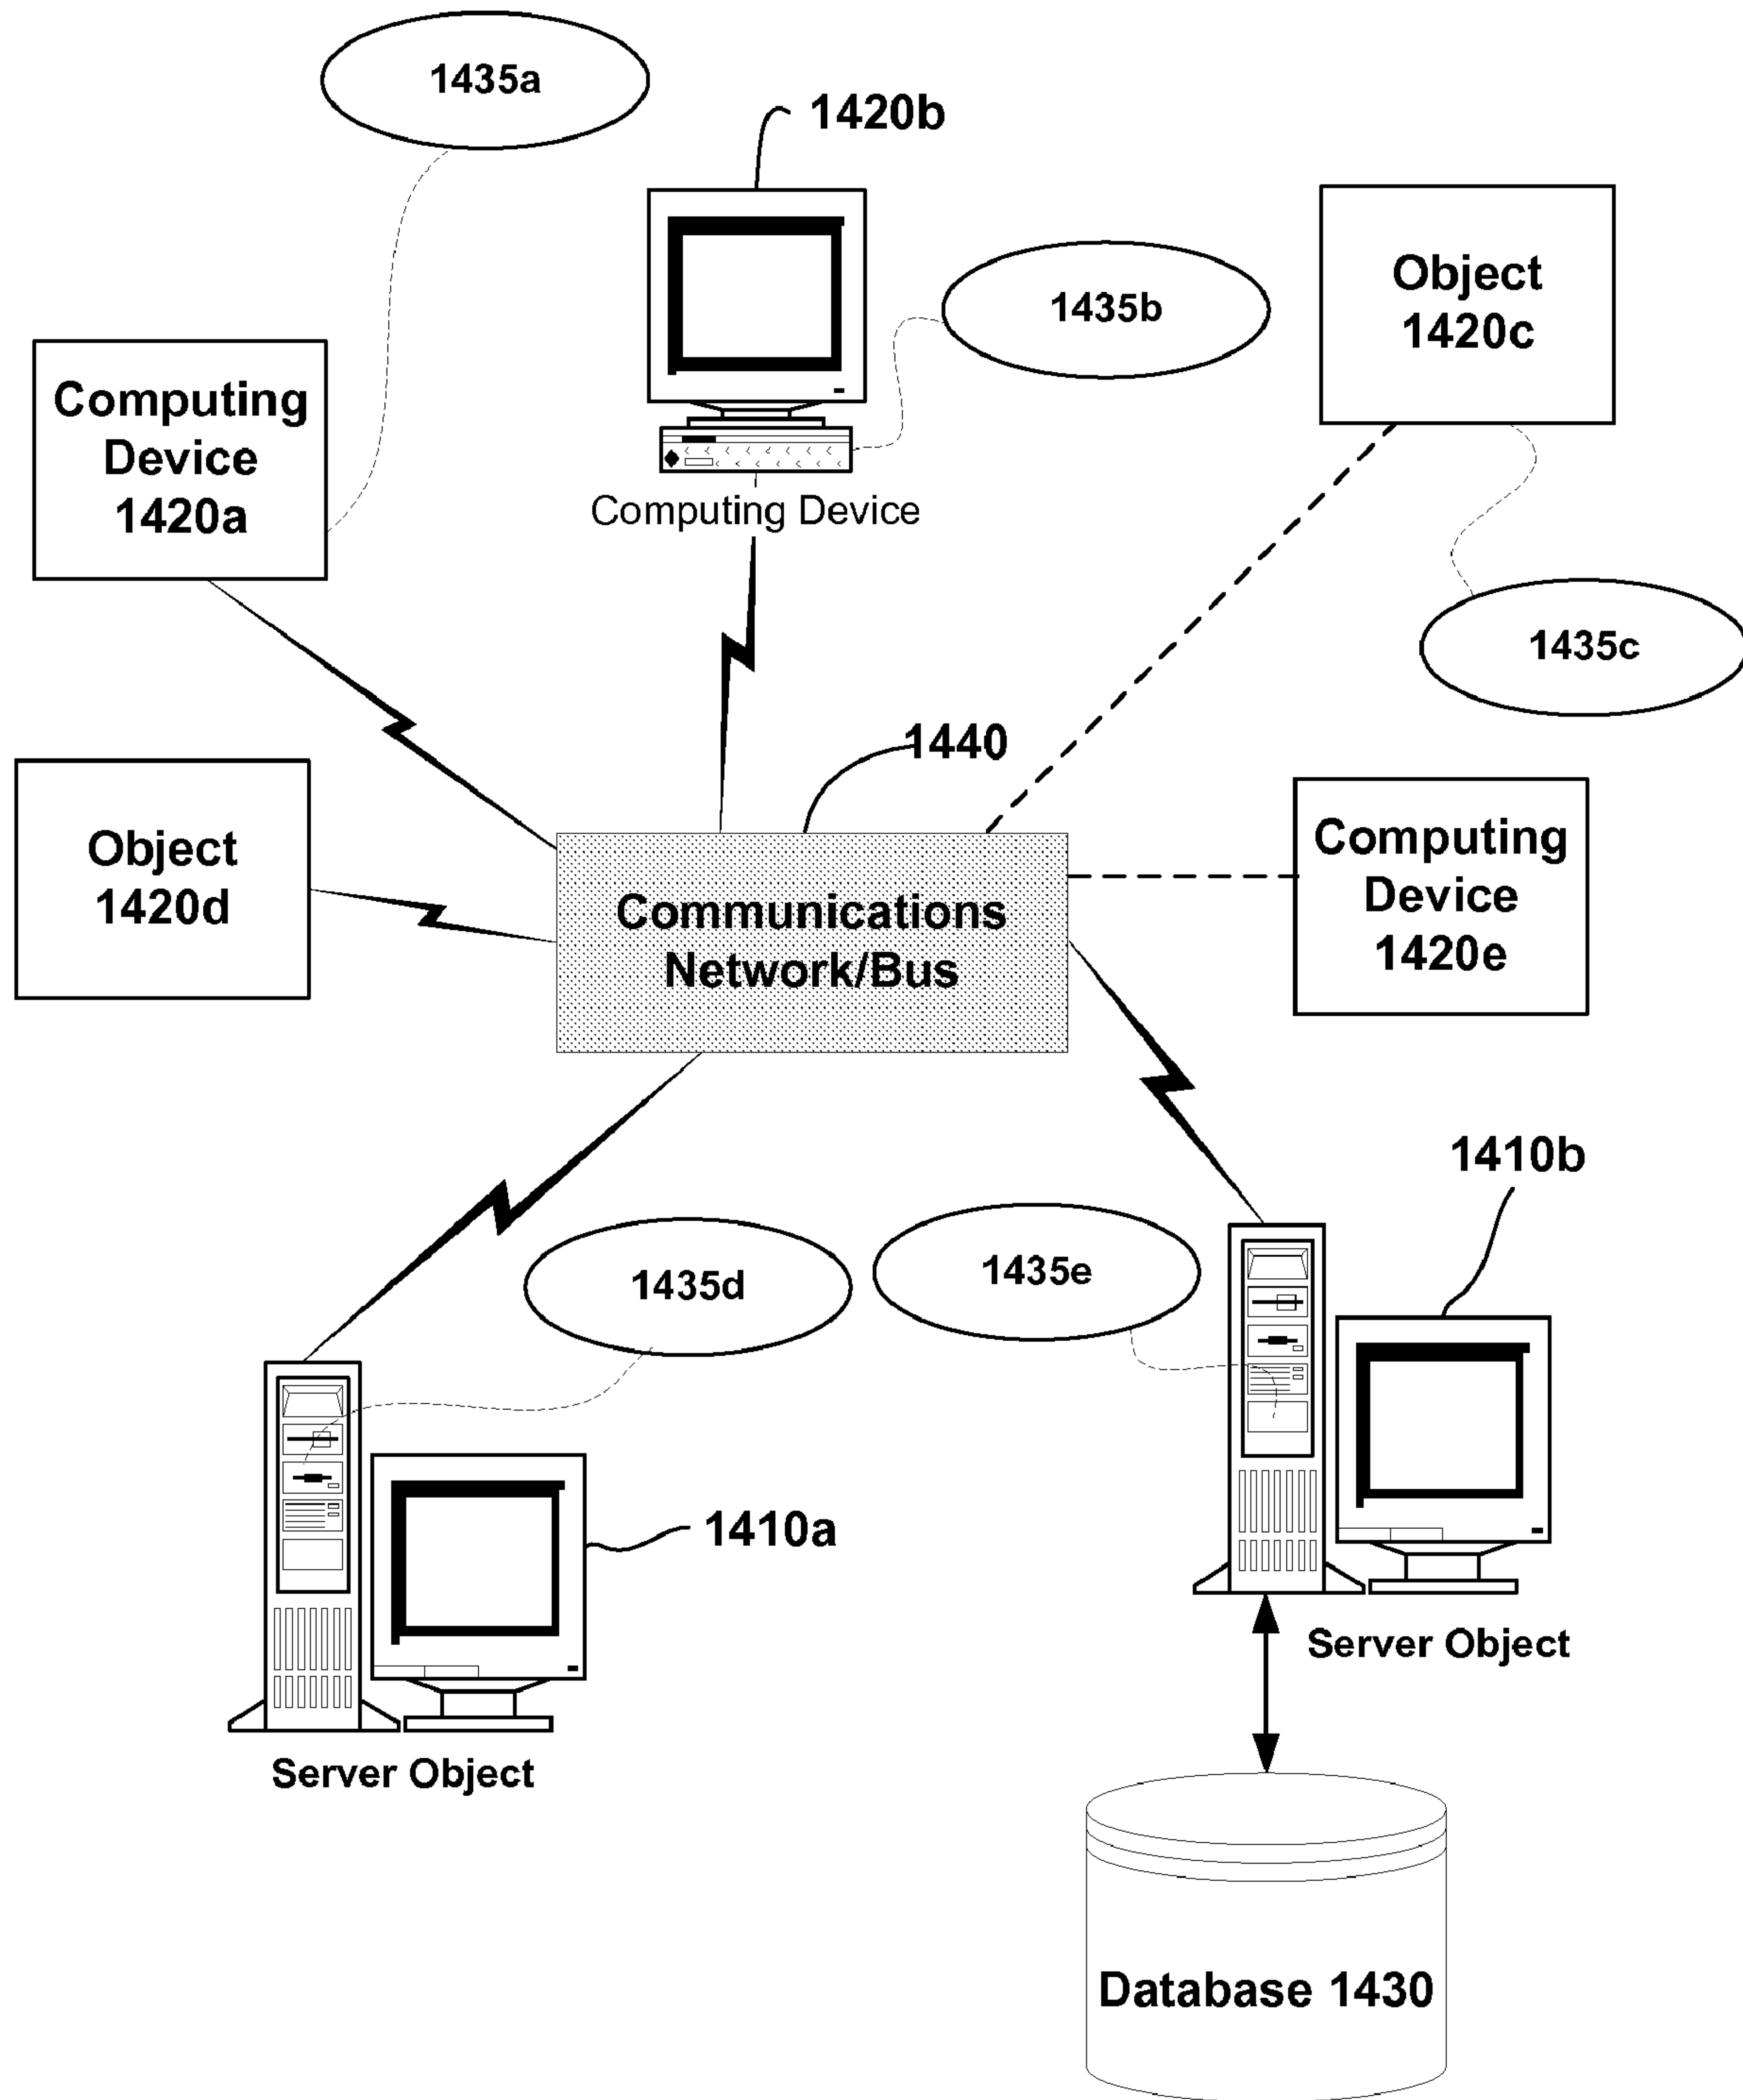 1435a
1420b
Object
1420c
1435b
Computing
Device
1420a
Computing Device
1435c
1440
Object
1420d
Communications
Network/Bus
Computing
Device
1420e
1410b
1435d
1435e
1410a
Server Object
Server Object
Database 1430